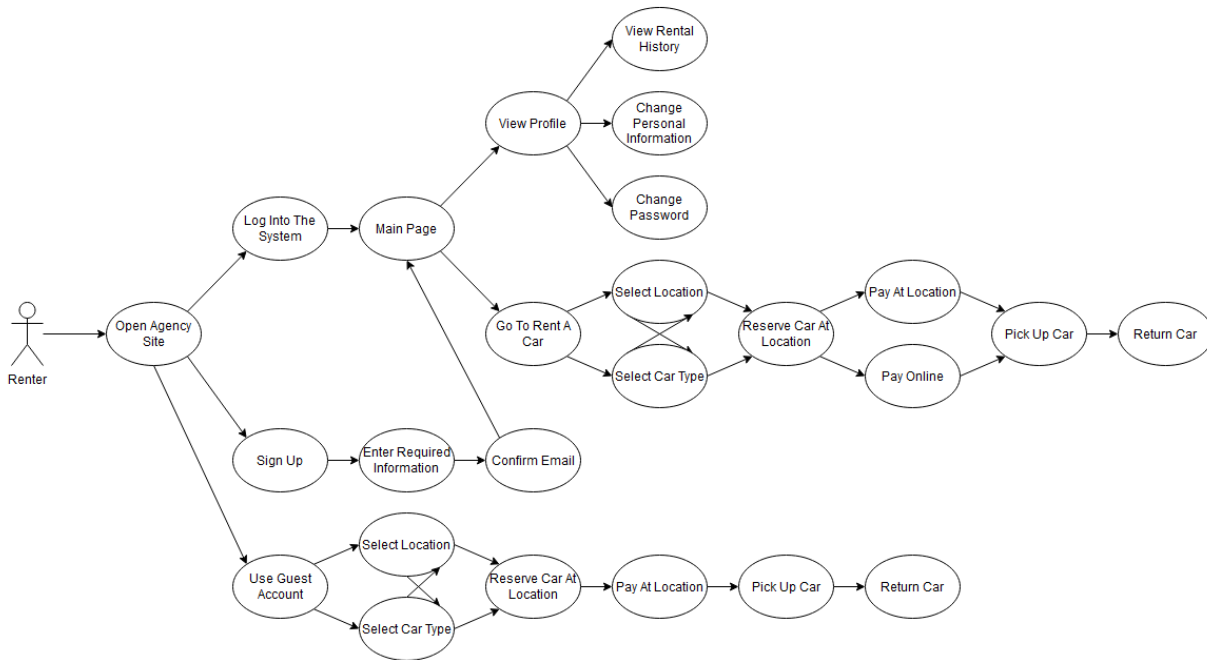 View Rental
History
View Profile
Change
Personal
Information
Change
Password
Log Into The
System
Main Page
Open Agency
Site
Renter
Go To Rent A
Car
Select Location
Select Car Type
Reserve Car At
Location
Pay At Location
Pay Online
Pick Up Car
Return Car
Sign Up
Enter Required
Information
Confirm Email
Use Guest
Account
Select Location
Select Car Type
Reserve Car At
Location
Pay At Location
Pick Up Car
Return Car